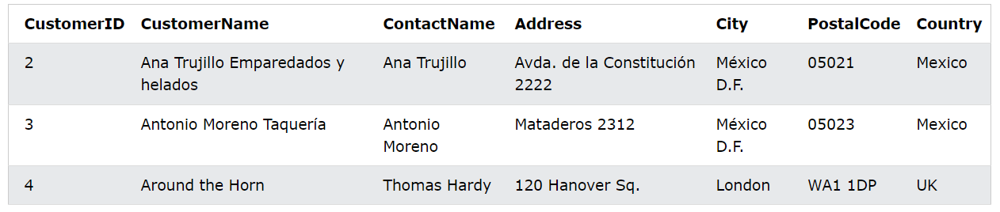 CustomerID CustomerName ContactName Address City PostalCode Country
2 Ana Trujillo Emparedados y Ana Trujillo Avda. de la Constitución México 05021 Mexico
helados 2222 D.F.
3 Antonio Moreno Taquería Antonio Mataderos 2312 México 05023 Mexico
Moreno D.F.
4 Around the Horn Thomas Hardy 120 Hanover Sq. London WA1 1DP UK